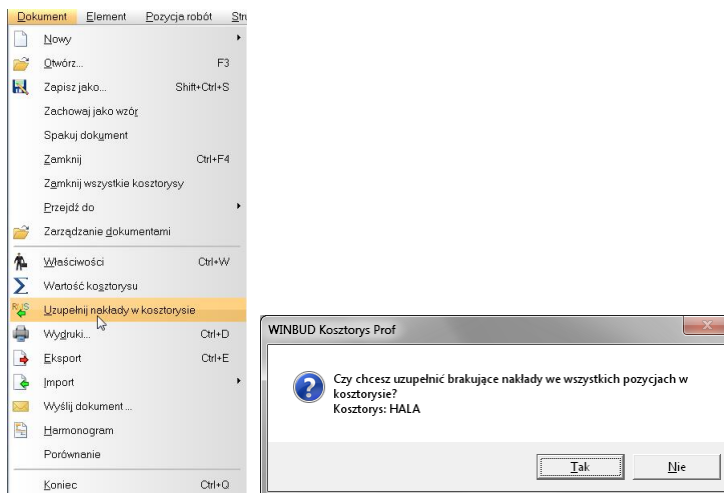 Dokument Element Pozycja robót Stru
Nowy
Otwórz... F3
Zapisz jako... Shift+Ctrl+S
Zachowaj jako wzór
Spakuj dokument
Zamknij Ctrl+F4
Zamknij wszystkie kosztorysy
Przejdź do
Zarządzanie dokumentami
Właściwości Ctrl+W
Wartość kosztorysu
Uzupełnij nakłady w kosztorysie
Wydruki... Ctrl+D
Eksport Ctrl+E
Import
Wyślij dokument ...
Harmonogram
Porównanie
Koniec Ctrl+Q
WINBUD Kosztorys Prof
Czy chcesz uzupełnić brakujące nakłady we wszystkich pozycjach w
kosztorysie?
Kosztorys: HALA
Tak Nie